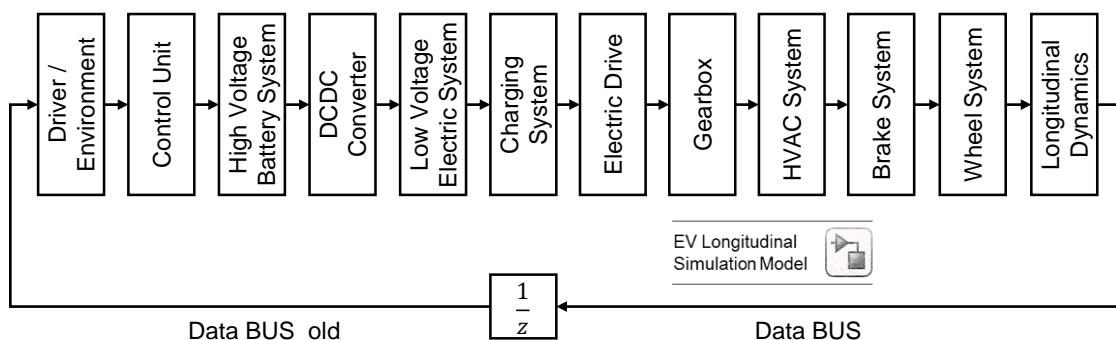 Driver /
Environment
Control Unit
High Voltage
Battery System
DCDC
Converter
Low Voltage
Electric System
Charging
System
Electric Drive
Gearbox
HVAC System
Brake System
Wheel System
Longitudinal
Dynamics
EV Longitudinal
Simulation Model
1
z
Data BUS old
Data BUS